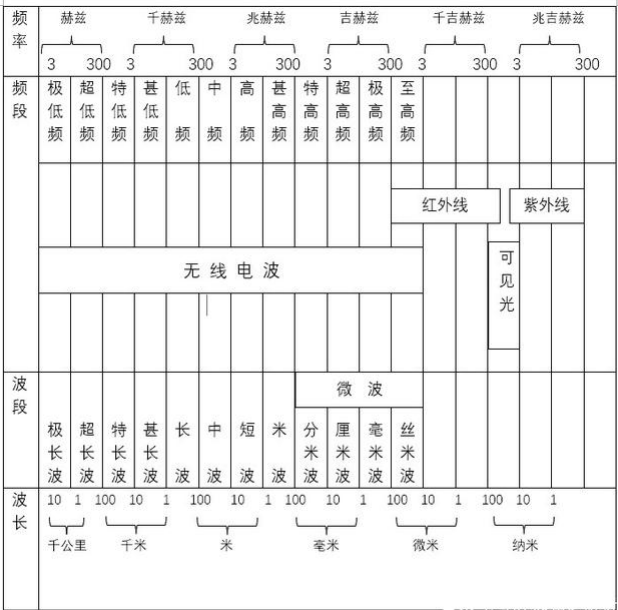 频率 赫兹 千赫兹 兆赫兹 吉赫兹 千吉赫兹 兆吉赫兹
3 300 3 300 3 300 3 300 3 300 3 300
频段 极低频 超低频 特低频 甚低频 低频 中频 高频 甚高频 特高频 超高频 极高频 至高频
红外线 紫外线
无线电波
可见光
波段 微波
极长波 超长波 特长波 甚长波 长波 中波 短波 米波 分米波 厘米波 毫米波 丝米波
波长 10 1 100 10 1 100 10 1 100 10 1 100 10 1 100 10 1
千公里 千米 米 毫米 微米 纳米